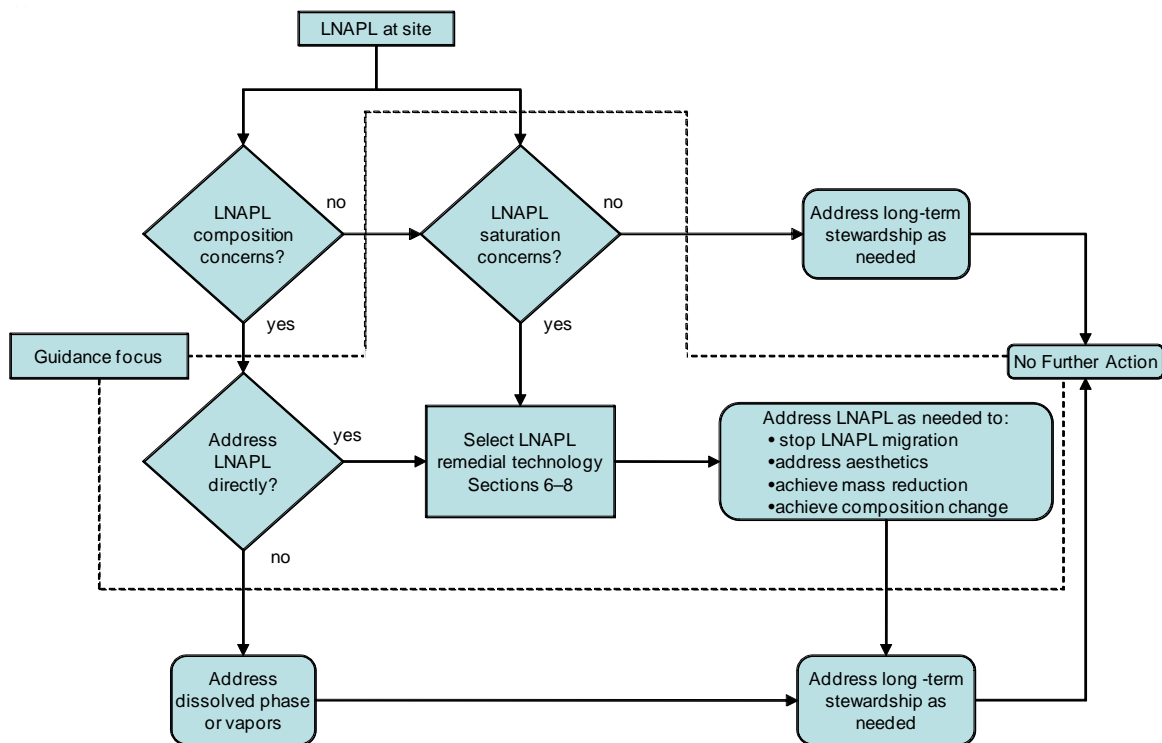 LNAPL at site
LNAPL
composition
concerns?
no
LNAPL
saturation
concerns?
no
Address long-term
stewardship as
needed
yes
yes
Guidance focus
No Further Action
Address
LNAPL
directly?
yes
Select LNAPL
remedial technology
Sections 6–8
Address LNAPL as needed to:
• stop LNAPL migration
•address aesthetics
•achieve mass reduction
•achieve composition change
no
Address
dissolved phase
or vapors
Address long -term
stewardship as
needed